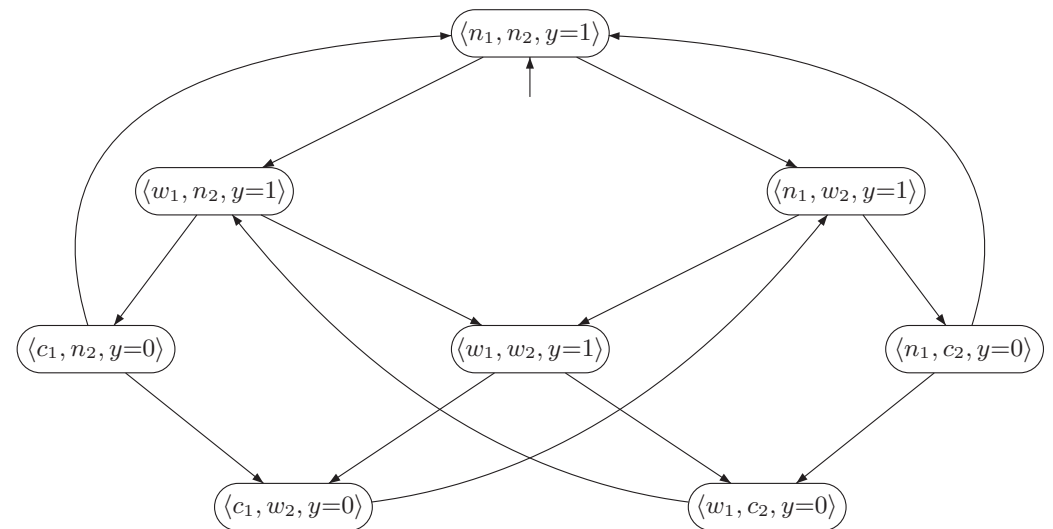 ⟨n₁, n₂, y=1⟩
⟨w₁, n₂, y=1⟩
⟨n₁, w₂, y=1⟩
⟨c₁, n₂, y=0⟩
⟨w₁, w₂, y=1⟩
⟨n₁, c₂, y=0⟩
⟨c₁, w₂, y=0⟩
⟨w₁, c₂, y=0⟩